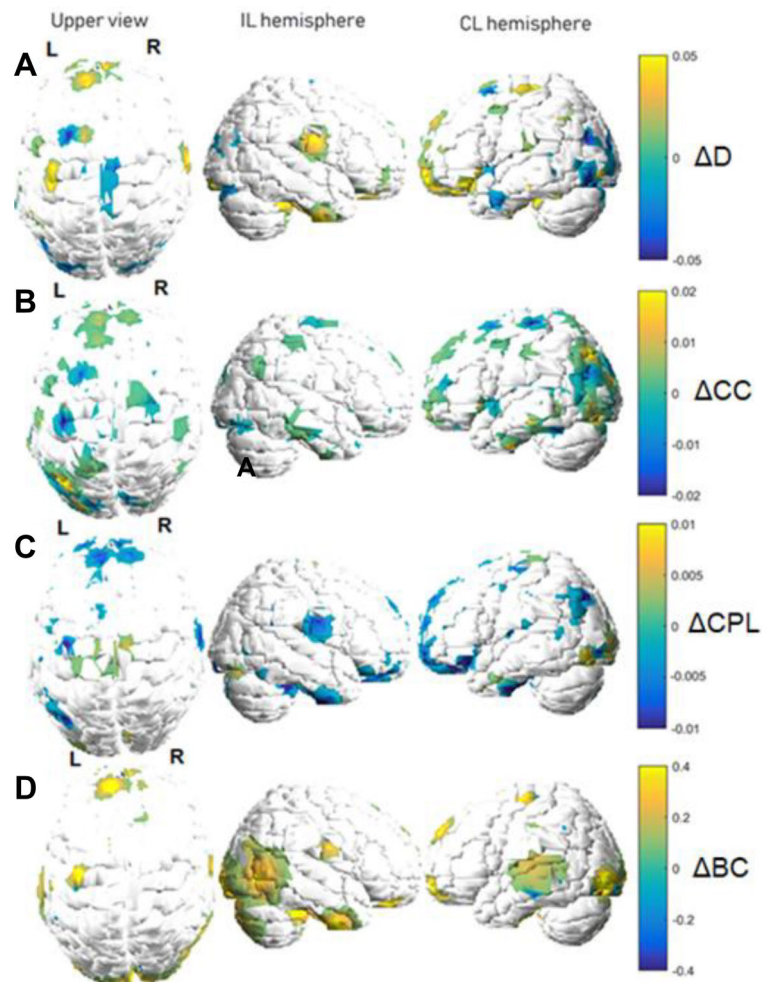 Upper view IL hemisphere CL hemisphere
L R
A
0.05
0
-0.05
ΔD
L R
B
0.02
0.01
0
-0.01
-0.02
ΔCC
A
L R
C
0.01
0.005
0
-0.005
-0.01
ΔCPL
L R
D
0.4
0.2
0
-0.2
-0.4
ΔBC